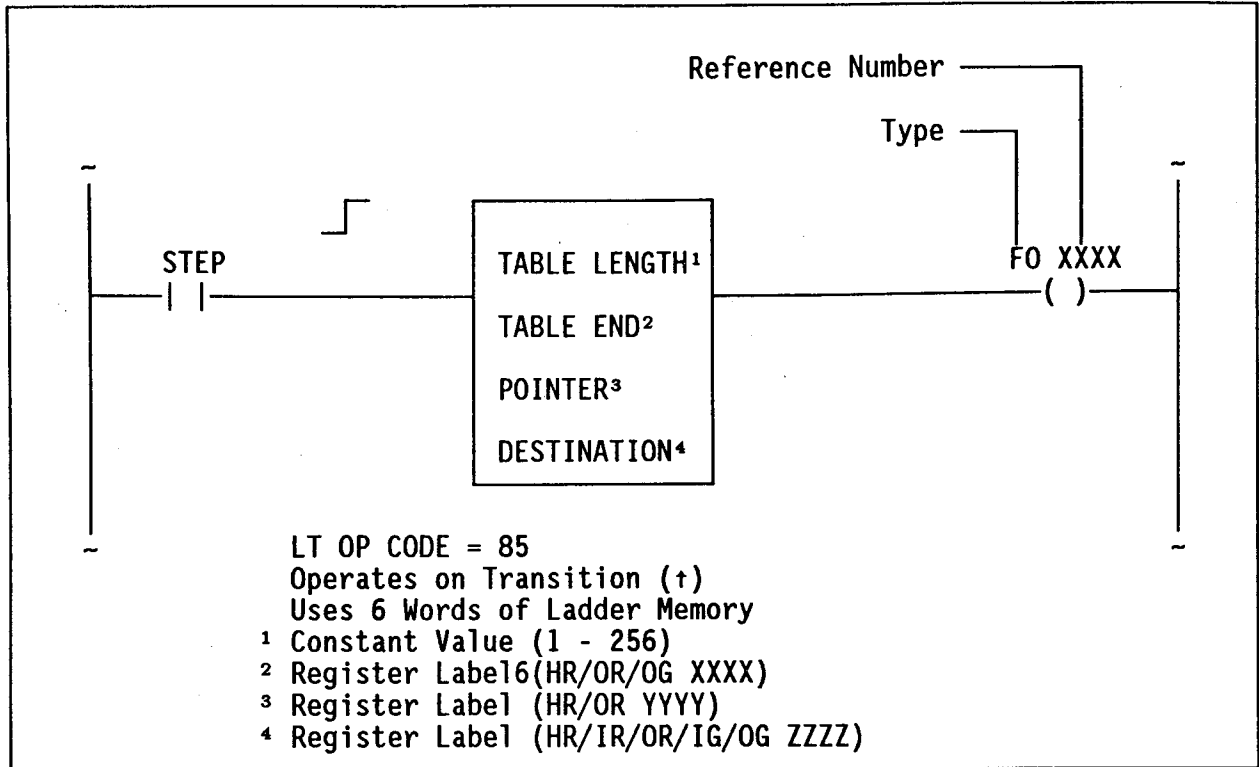 Reference Number
Type
~ ~
STEP
FO XXXX
( )
TABLE LENGTH¹
TABLE END²
POINTER³
DESTINATION⁴
~ ~
LT OP CODE = 85
Operates on Transition (↑)
Uses 6 Words of Ladder Memory
¹ Constant Value (1 - 256)
² Register Label6(HR/OR/OG XXXX)
³ Register Label (HR/OR YYYY)
⁴ Register Label (HR/IR/OR/IG/OG ZZZZ)